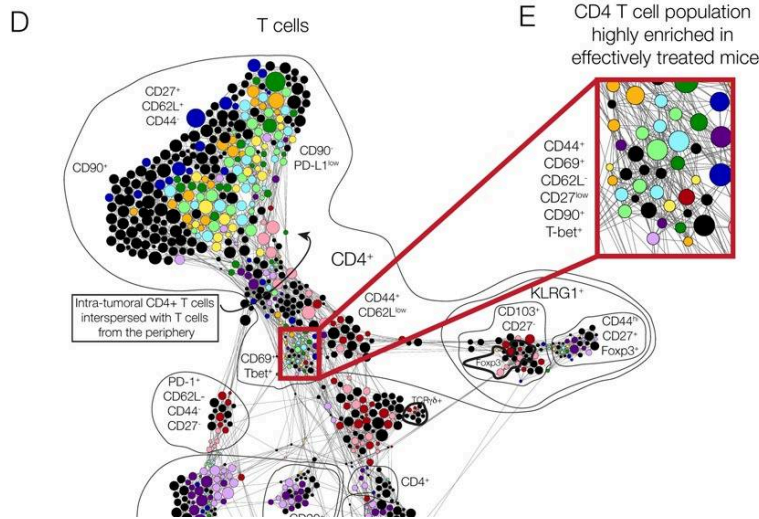 D
T cells
E
CD4 T cell population
highly enriched in
effectively treated mice
CD27⁺
CD62L⁺
CD44⁻
CD90⁺
CD90⁻
PD-L1ˡᵒʷ
CD44⁺
CD69⁺
CD62L⁻
CD27ˡᵒʷ
CD90⁺
T-bet⁺
CD4⁺
Intra-tumoral CD4+ T cells
interspersed with T cells
from the periphery
CD44⁺
CD62Lˡᵒʷ
KLRG1⁺
CD103⁺
CD27⁻
Foxp3
CD44ʰⁱ
CD27⁺
Foxp3⁺
CD69⁺
Tbet⁺
PD-1⁺
CD62L-
CD44⁻
CD27⁻
TCRγδ+
CD4⁺